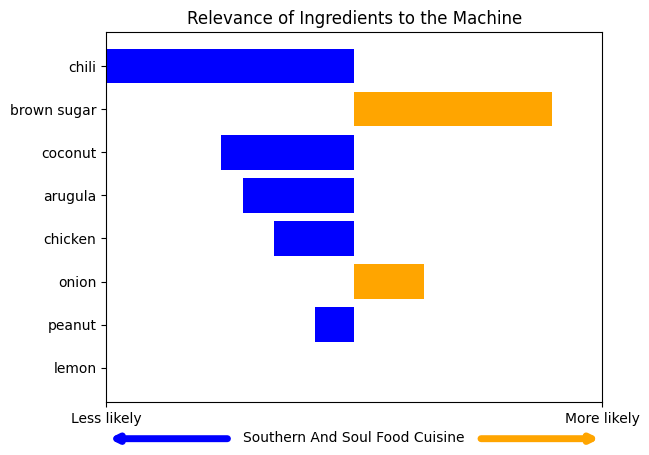 Relevance of Ingredients to the Machine
chili
brown sugar
coconut
arugula
chicken
onion
peanut
lemon
Less likely
More likely
Southern And Soul Food Cuisine